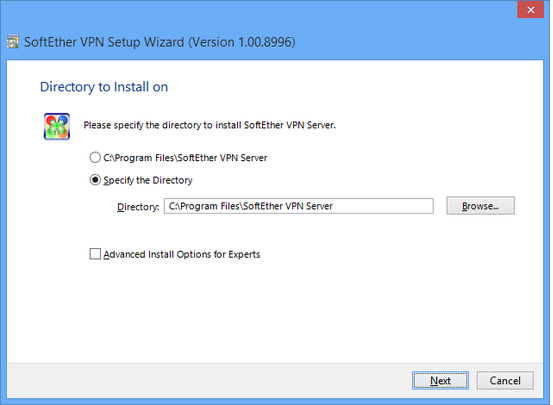 SoftEther VPN Setup Wizard (Version 1.00.8996)
Directory to Install on
Please specify the directory to install SoftEther VPN Server.
C:\Program Files\SoftEther VPN Server
Specify the Directory
Directory: C:\Program Files\SoftEther VPN Server Browse...
Advanced Install Options for Experts
Next Cancel